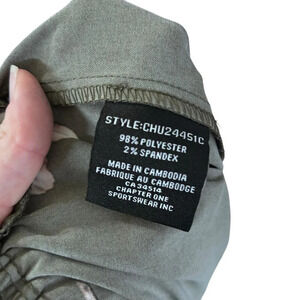 STYLE:CHU24451C
98% POLYESTER
2% SPANDEX
MADE IN CAMBODIA
FABRIQUE AU CAMBODGE
CA 34514
CHAPTER ONE
SPORTSWEAR INC